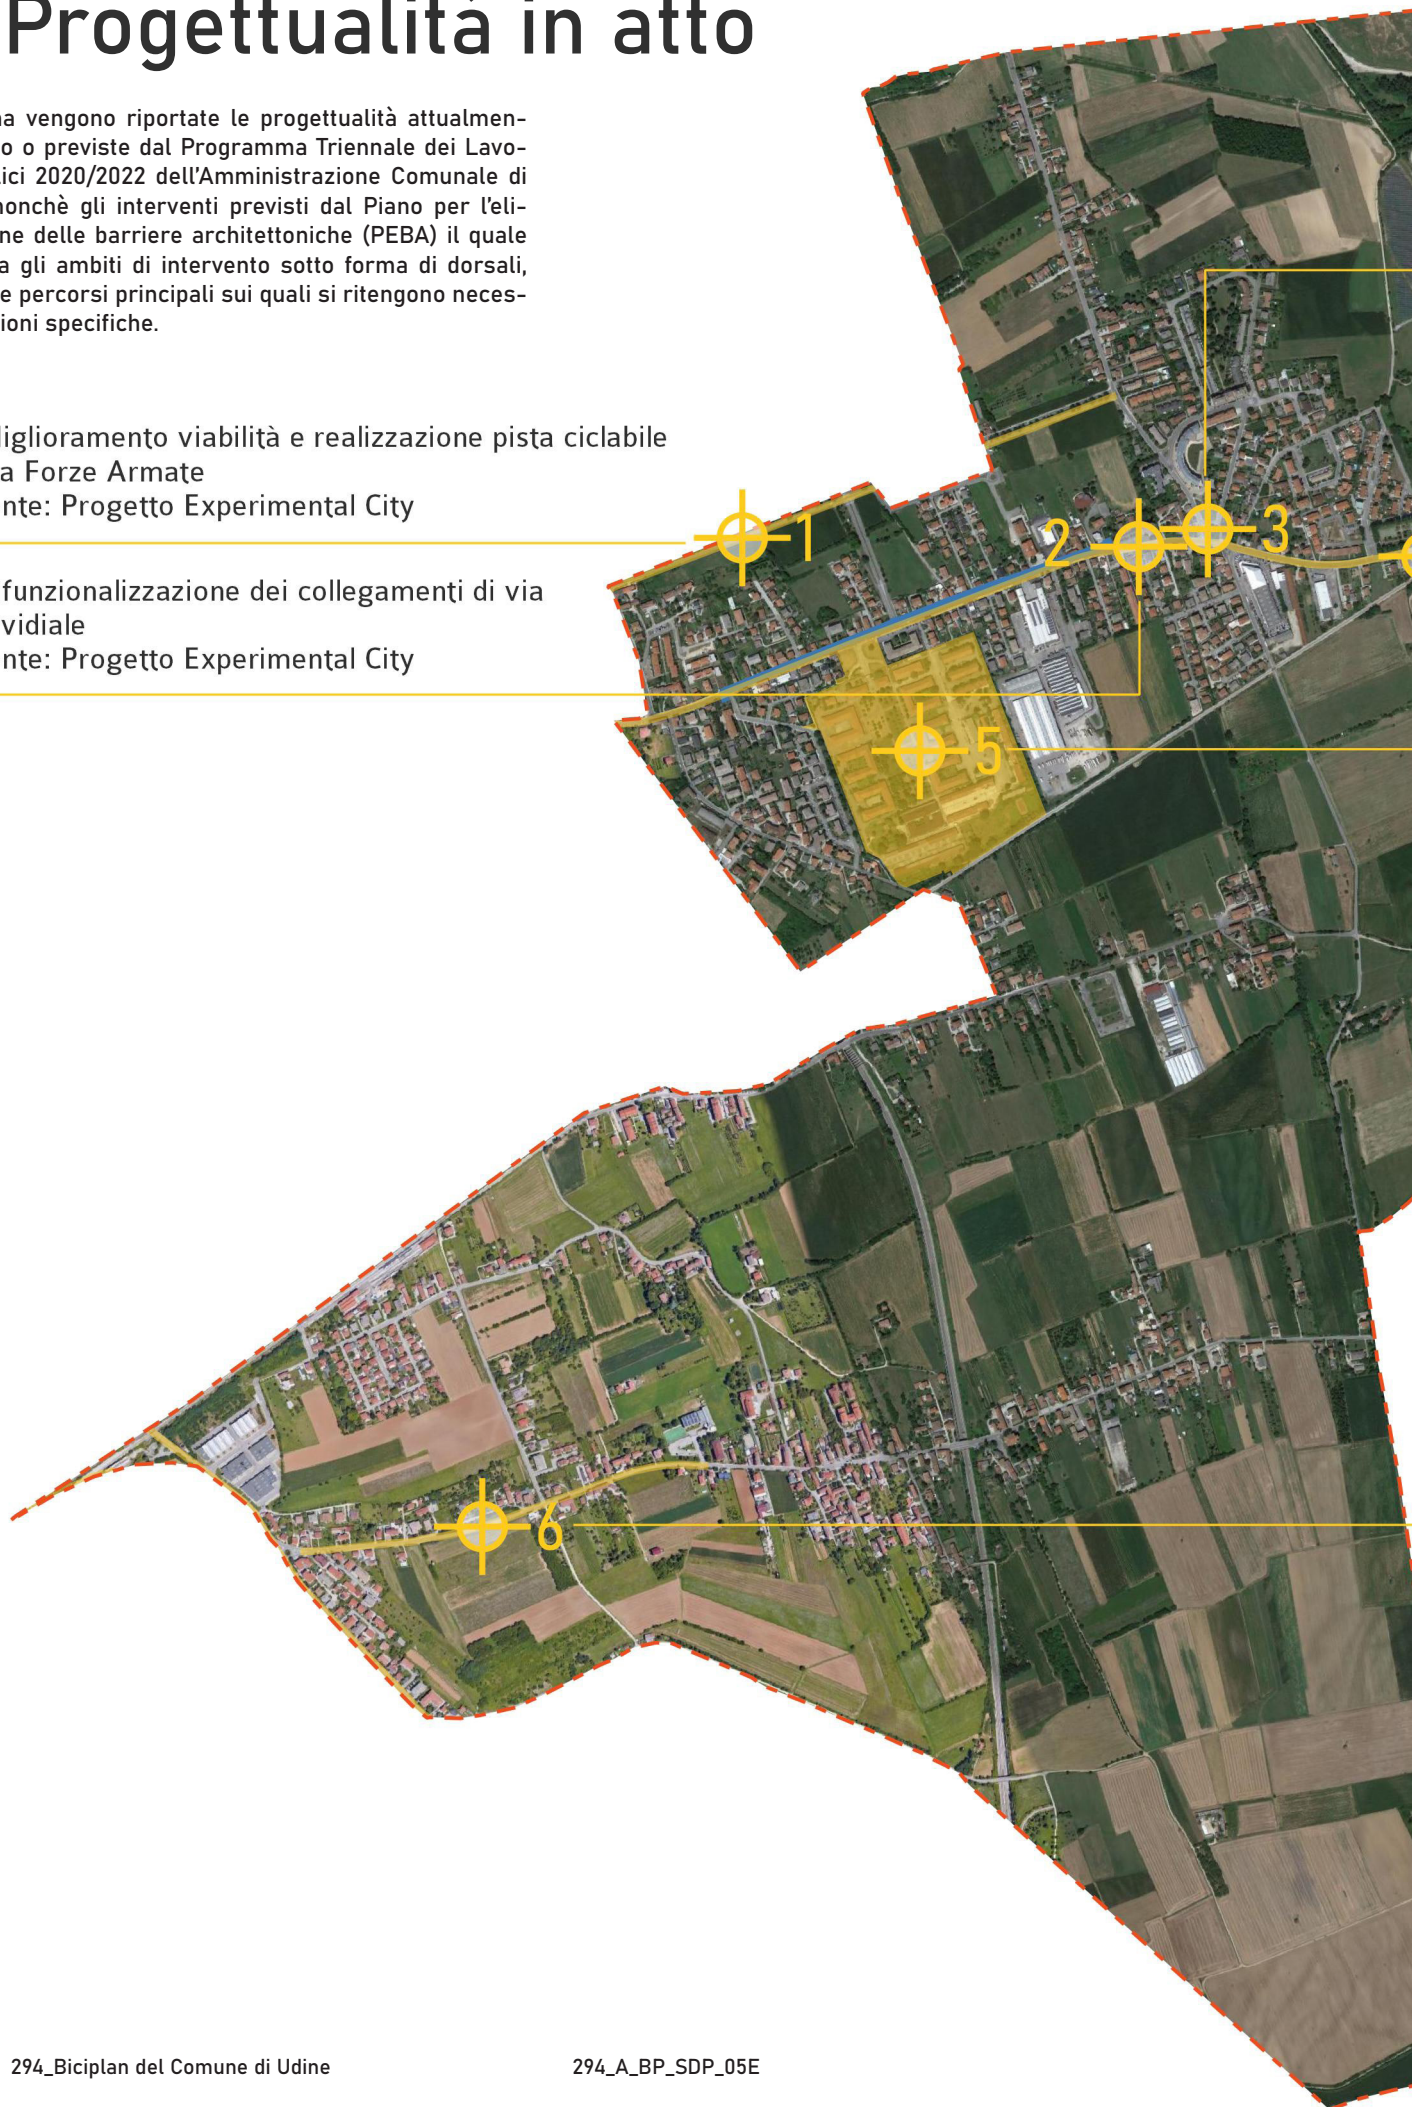 Progettualità in atto
na vengono riportate le progettualità attualmen-
o o previste dal Programma Triennale dei Lavo-
lici 2020/2022 dell'Amministrazione Comunale di
nonchè gli interventi previsti dal Piano per l'eli-
ne delle barriere architettoniche (PEBA) il quale
a gli ambiti di intervento sotto forma di dorsali,
e percorsi principali sui quali si ritengono neces-
ioni specifiche.
iglioramento viabilità e realizzazione pista ciclabile
a Forze Armate
nte: Progetto Experimental City
1
2
3
funzionalizzazione dei collegamenti di via
vidiale
nte: Progetto Experimental City
5
6
294_Biciplan del Comune di Udine
294_A_BP_SDP_05E